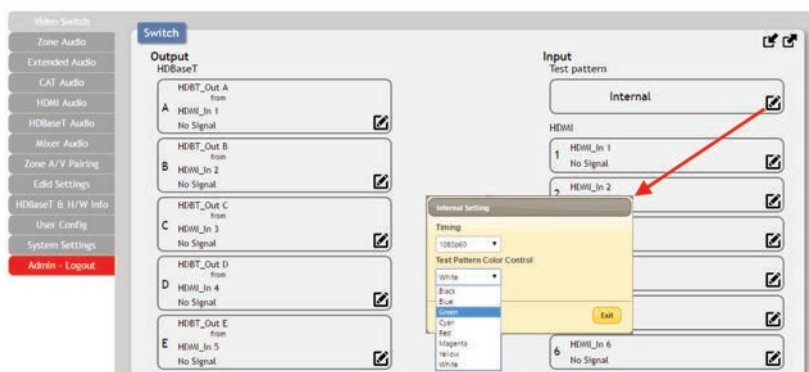 Video Switch
Zone Audio
Extended Audio
CAT Audio
HDMI Audio
HDBaseT Audio
Mixer Audio
Zone A/V Pairing
Edid Settings
HDBaseT & H/W Info
User Config
System Settings
Admin - Logout
Switch
Output
HDBaseT
A
HDBT_Out A
from
HDMI_In 1
No Signal
B
HDBT_Out B
from
HDMI_In 2
No Signal
C
HDBT_Out C
from
HDMI_In 3
No Signal
D
HDBT_Out D
from
HDMI_In 4
No Signal
E
HDBT_Out E
from
HDMI_In 5
No Signal
Input
Test pattern
Internal
HDMI
1
HDMI_In 1
No Signal
2
HDMI_In 2
Internal Setting
Timing
1080p60
Test Pattern Color Control
White
Black
Blue
Green
Cyan
Red
Magenta
Yellow
White
Exit
6
HDMI_In 6
No Signal